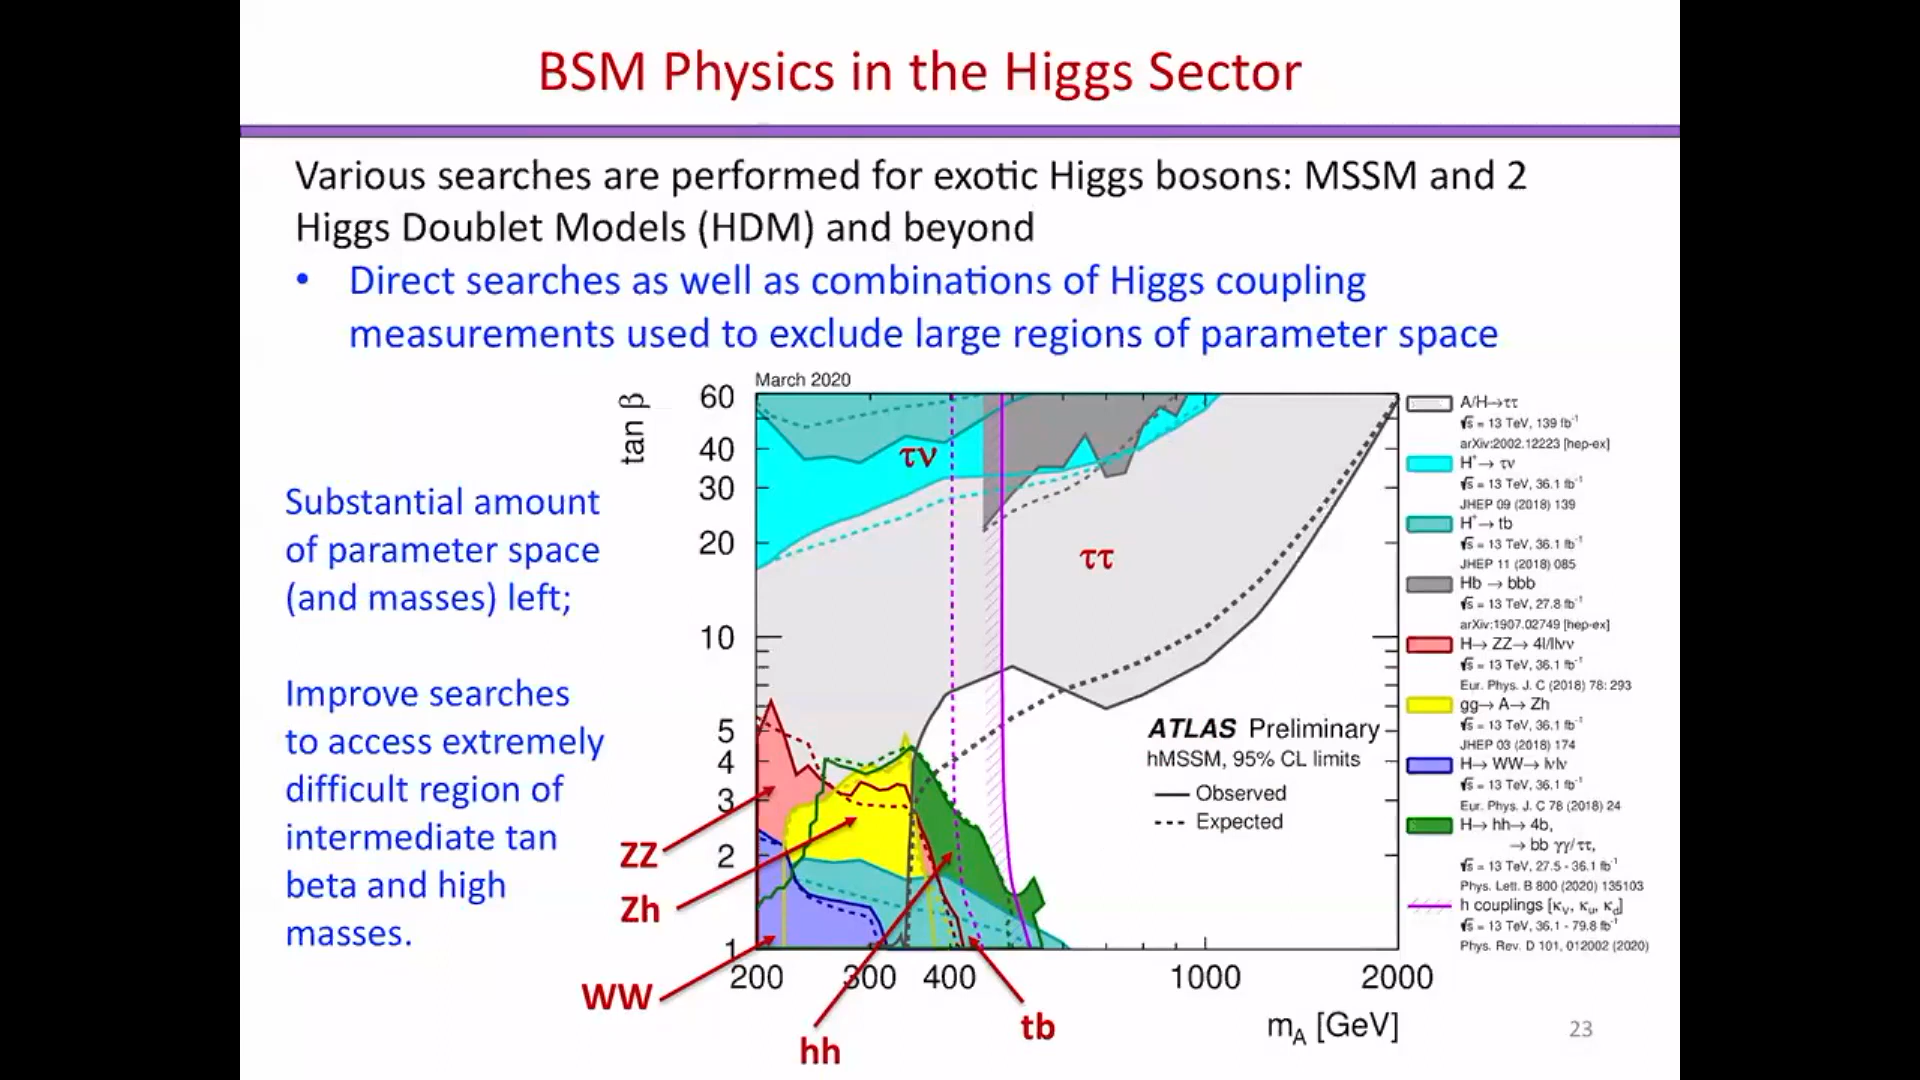 BSM Physics in the Higgs Sector
Various searches are performed for exotic Higgs bosons: MSSM and 2
Higgs Doublet Models (HDM) and beyond
• Direct searches as well as combinations of Higgs coupling
measurements used to exclude large regions of parameter space
Substantial amount
of parameter space
(and masses) left;
Improve searches
to access extremely
difficult region of
intermediate tan
beta and high
masses.
March 2020
tan β
60
40
30
20
10
5
4
3
2
1
200
300
400
1000
2000
m_A [GeV]
τν
ττ
ZZ
Zh
WW
hh
tb
ATLAS Preliminary
hMSSM, 95% CL limits
Observed
Expected
A/H→ττ
√s = 13 TeV, 139 fb⁻¹
arXiv:2002.12223 [hep-ex]
H⁺→ τν
√s = 13 TeV, 36.1 fb⁻¹
JHEP 09 (2018) 139
H⁺→ tb
√s = 13 TeV, 36.1 fb⁻¹
JHEP 11 (2018) 085
Hb → bbb
√s = 13 TeV, 27.8 fb⁻¹
arXiv:1907.02749 [hep-ex]
H→ ZZ→ 4l/llνν
√s = 13 TeV, 36.1 fb⁻¹
Eur. Phys. J. C (2018) 78: 293
gg→ A→ Zh
√s = 13 TeV, 36.1 fb⁻¹
JHEP 03 (2018) 174
H→ WW→ lνlν
√s = 13 TeV, 36.1 fb⁻¹
Eur. Phys. J. C 78 (2018) 24
H→ hh→ 4b,
→ bb γγ/ττ,
√s = 13 TeV, 27.5 - 36.1 fb⁻¹
Phys. Lett. B 800 (2020) 135103
h couplings [κ_V, κ_u, κ_d]
√s = 13 TeV, 36.1 - 79.8 fb⁻¹
Phys. Rev. D 101, 012002 (2020)
23